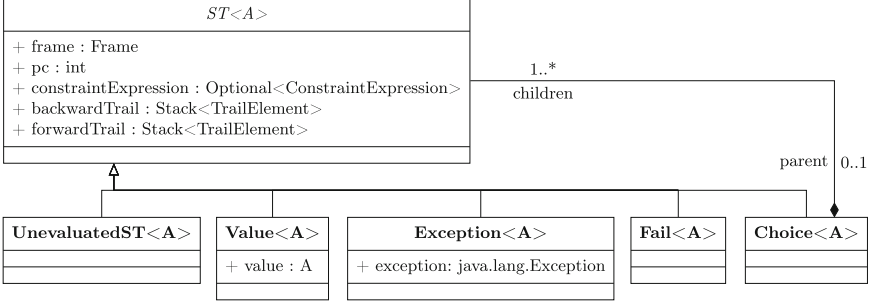 ST<A>
+ frame : Frame
+ pc : int
+ constraintExpression : Optional<ConstraintExpression>
+ backwardTrail : Stack<TrailElement>
+ forwardTrail : Stack<TrailElement>
1..*
children
parent 0..1
UnevaluatedST<A>
Value<A>
+ value : A
Exception<A>
+ exception: java.lang.Exception
Fail<A>
Choice<A>